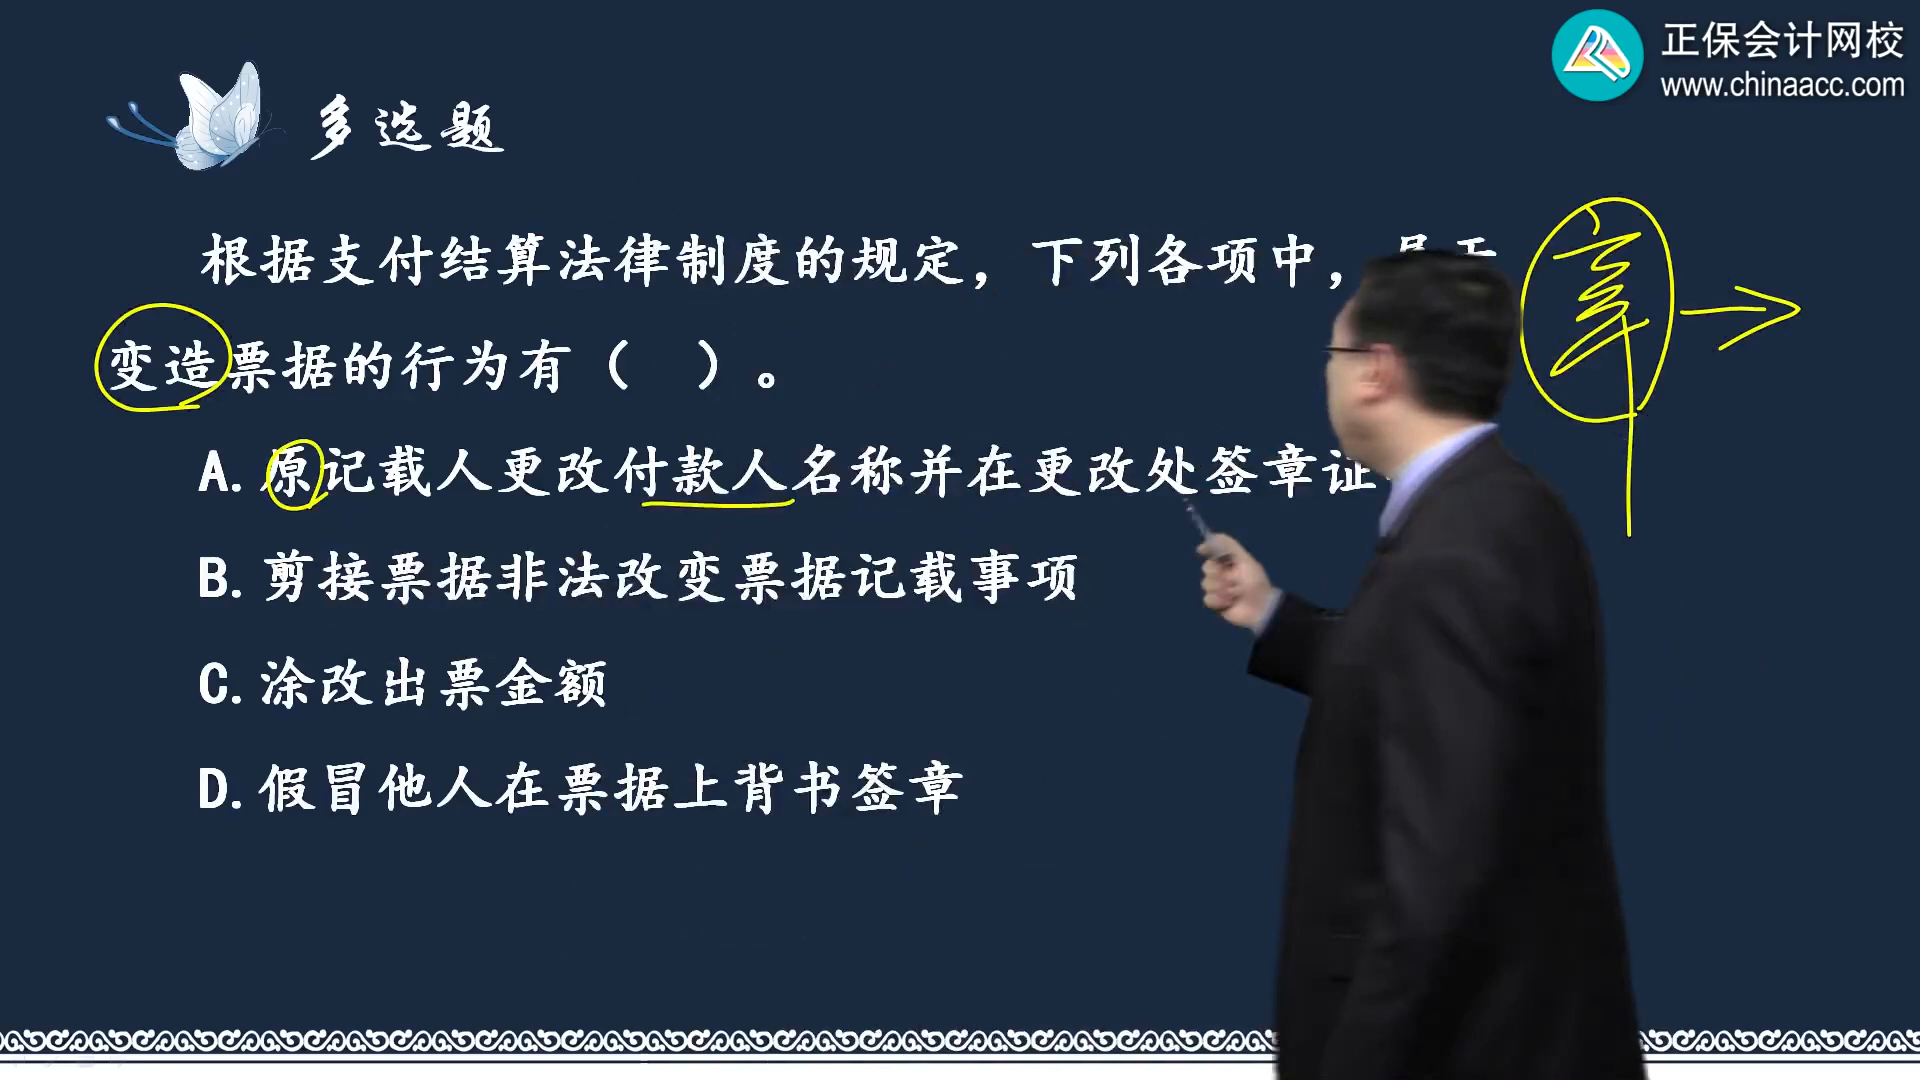 正保会计网校
www.chinaacc.com
多选题
根据支付结算法律制度的规定，下列各项中，属于
变造票据的行为有（ ）。
A.原记载人更改付款人名称并在更改处签章证
B.剪接票据非法改变票据记载事项
C.涂改出票金额
D.假冒他人在票据上背书签章
章